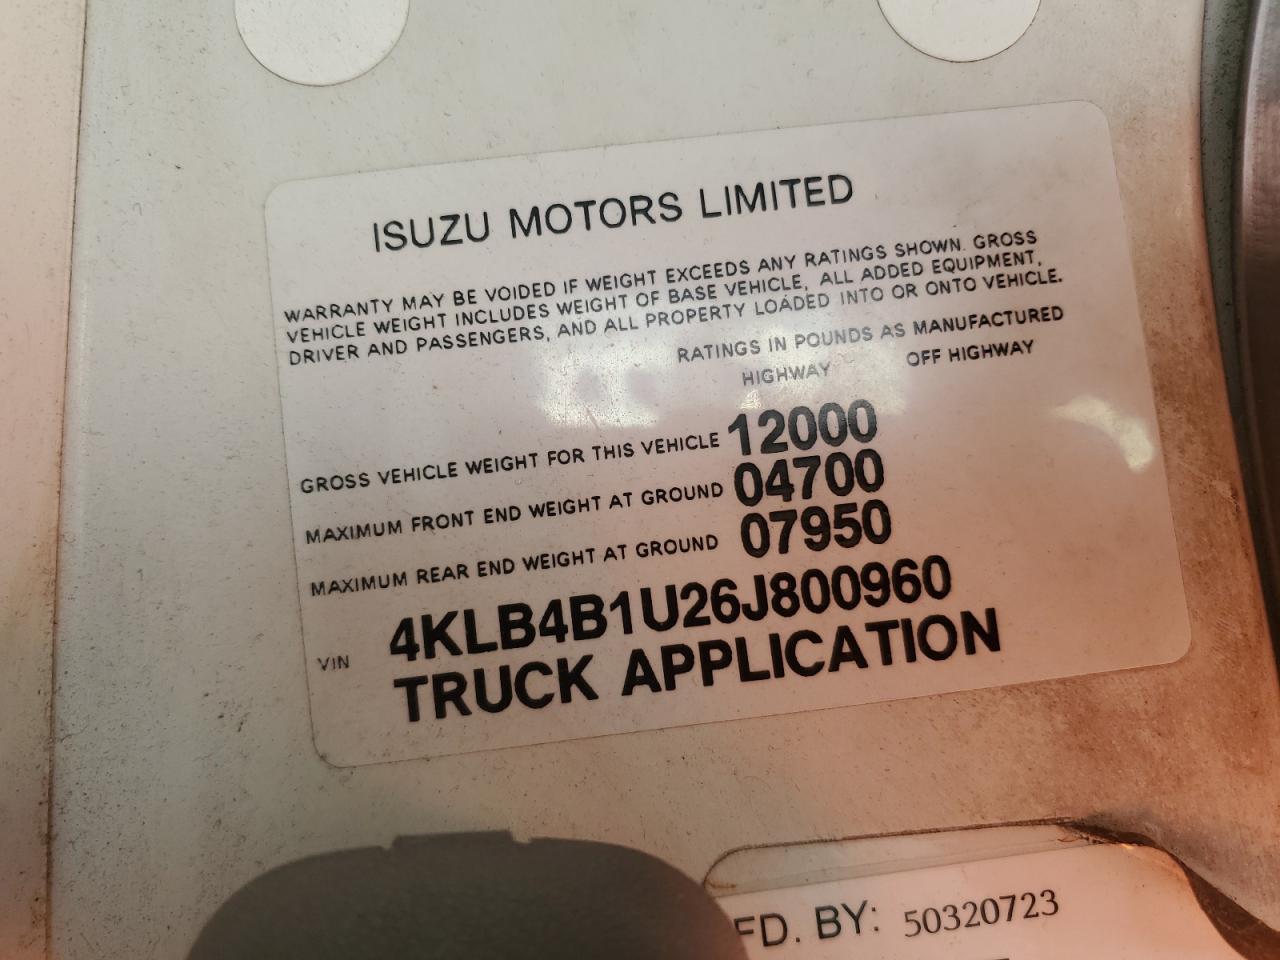 ISUZU MOTORS LIMITED
WARRANTY MAY BE VOIDED IF WEIGHT EXCEEDS ANY RATINGS SHOWN. GROSS
VEHICLE WEIGHT INCLUDES WEIGHT OF BASE VEHICLE, ALL ADDED EQUIPMENT,
DRIVER AND PASSENGERS, AND ALL PROPERTY LOADED INTO OR ONTO VEHICLE.
RATINGS IN POUNDS AS MANUFACTURED
HIGHWAY OFF HIGHWAY
GROSS VEHICLE WEIGHT FOR THIS VEHICLE 12000
MAXIMUM FRONT END WEIGHT AT GROUND 04700
MAXIMUM REAR END WEIGHT AT GROUND 07950
VIN 4KLB4B1U26J800960
TRUCK APPLICATION
FD. BY: 50320723